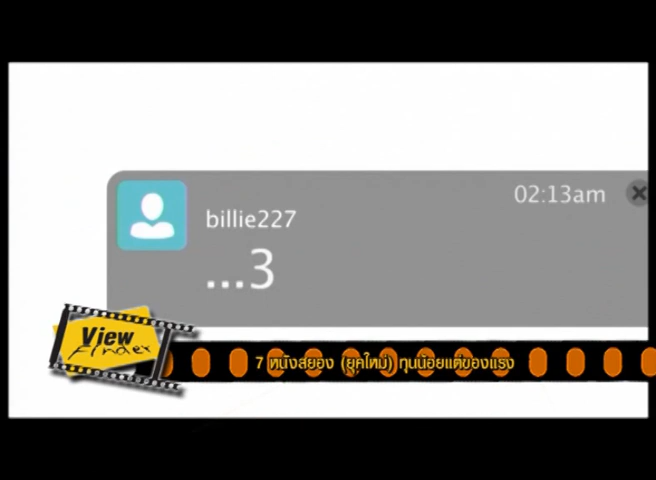 02:13am
billie227
...3
View
Finder
7 หนังสยอง (ยุคใหม่) ทุนน้อยแต่ของแรง